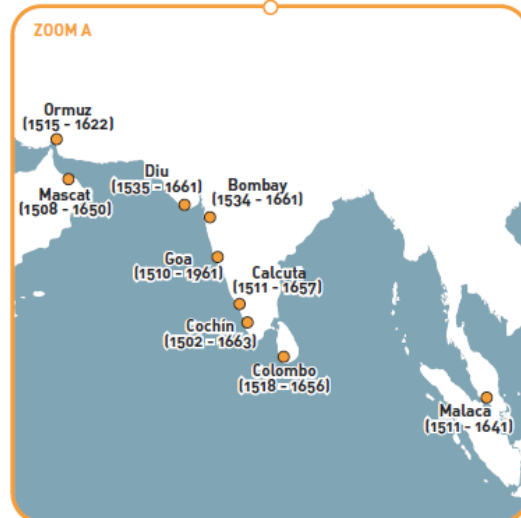 ZOOM A
Ormuz
(1515 - 1622)
Mascat
(1508 - 1650)
Diu
(1535 - 1661)
Bombay
(1534 - 1661)
Goa
(1510 - 1961)
Calcuta
(1511 - 1657)
Cochín
(1502 - 1663)
Colombo
(1518 - 1656)
Malaca
(1511 - 1641)